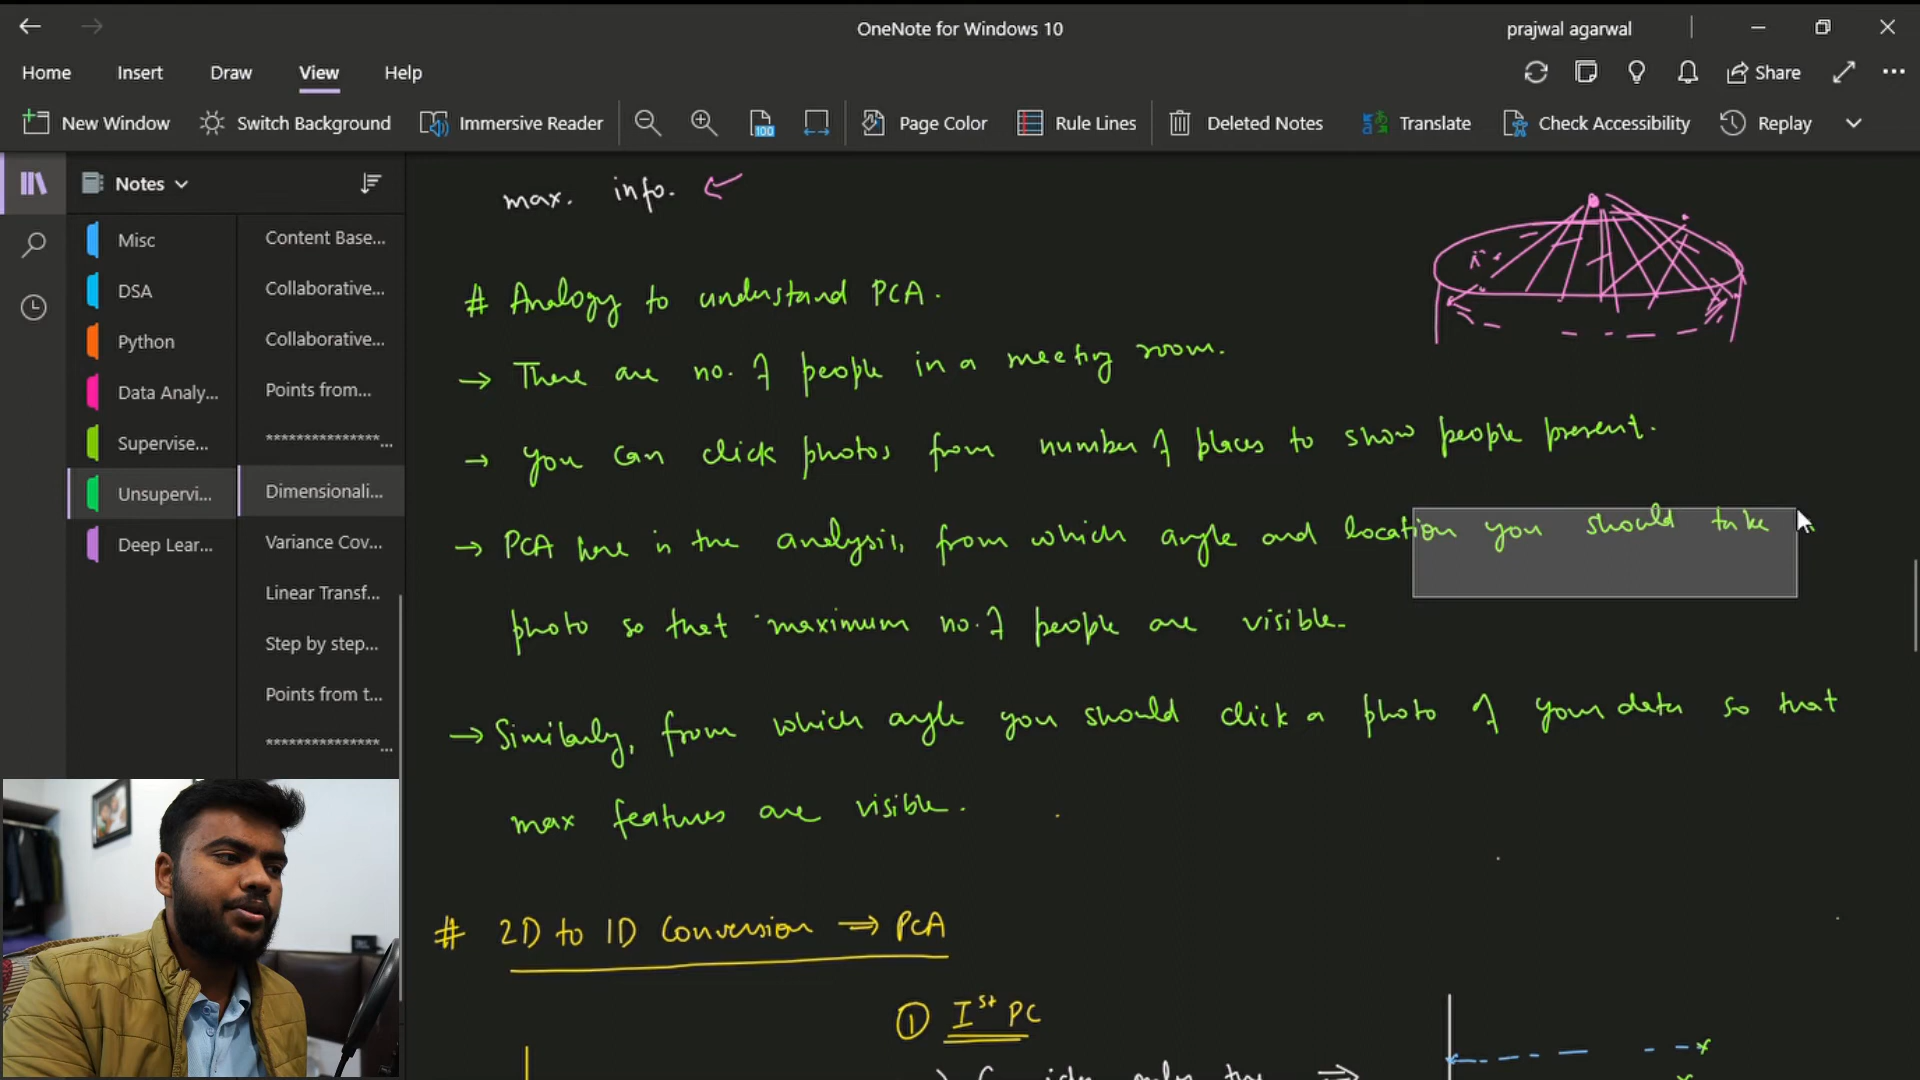 OneNote for Windows 10
prajwal agarwal
Home Insert Draw View Help
Share
New Window Switch Background Immersive Reader 100 Page Color Rule Lines Deleted Notes Translate Check Accessibility Replay
Notes
Misc
DSA
Python
Data Analy...
Supervise...
Unsupervi...
Deep Lear...
Content Base...
Collaborative...
Collaborative...
Points from...
***************...
Dimensionali...
Variance Cov...
Linear Transf...
Step by step...
Points from t...
***************...
max. info.
# Analogy to understand PCA.
→ There are no. of people in a meeting room.
→ you can click photos from number of places to show people present.
→ PCA here is the analysis, from which angle and location you should take
photo so that maximum no. of people are visible.
→ Similarly, from which angle you should click a photo of your data so that
max features are visible.
# 2D to 1D Conversion ⇒ PCA
① Ist PC